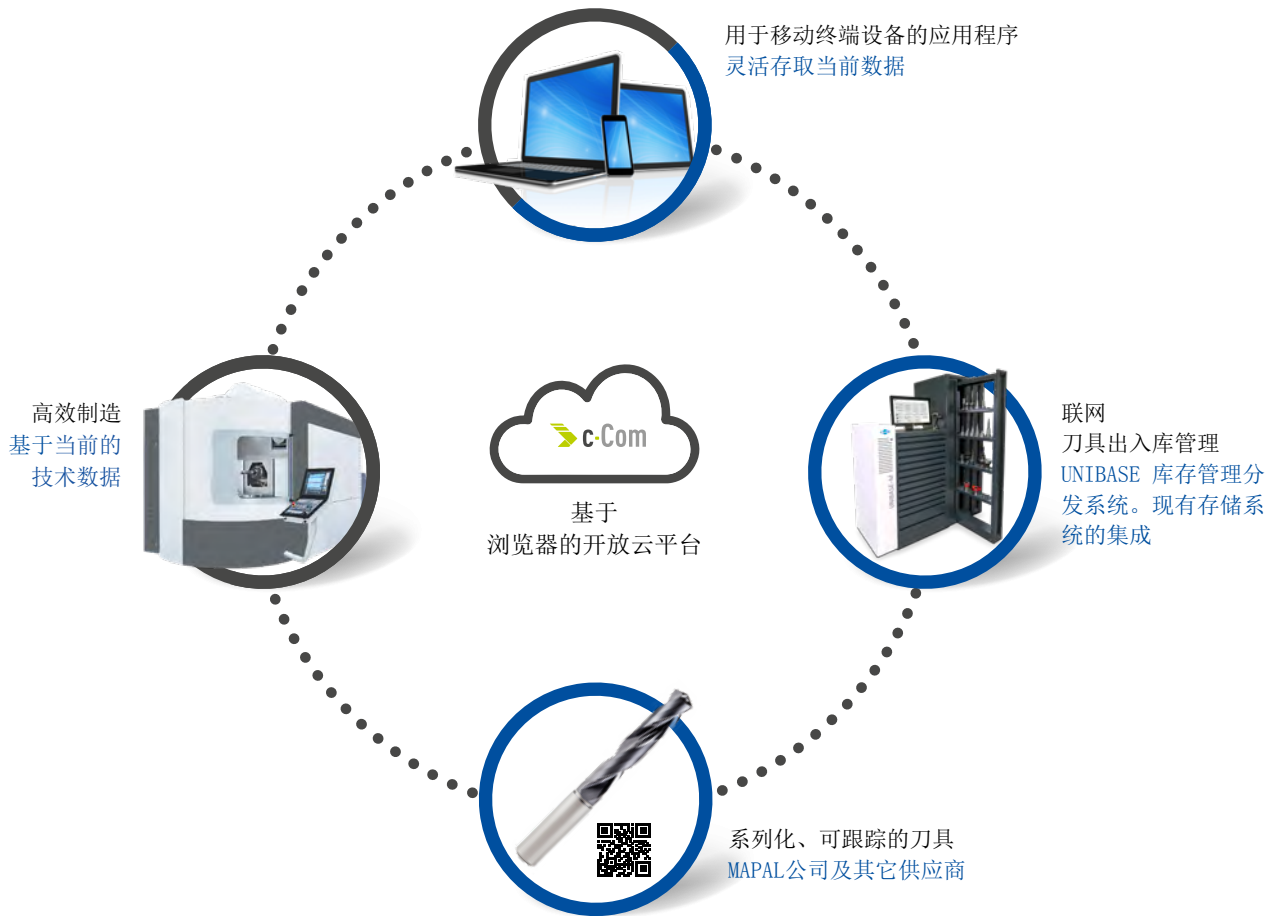 用于移动终端设备的应用程序
灵活存取当前数据
高效制造
基于当前的
技术数据
c·Com
基于
浏览器的开放云平台
联网
刀具出入库管理
UNIBASE 库存管理分
发系统。现有存储系
统的集成
系列化、可跟踪的刀具
MAPAL公司及其它供应商